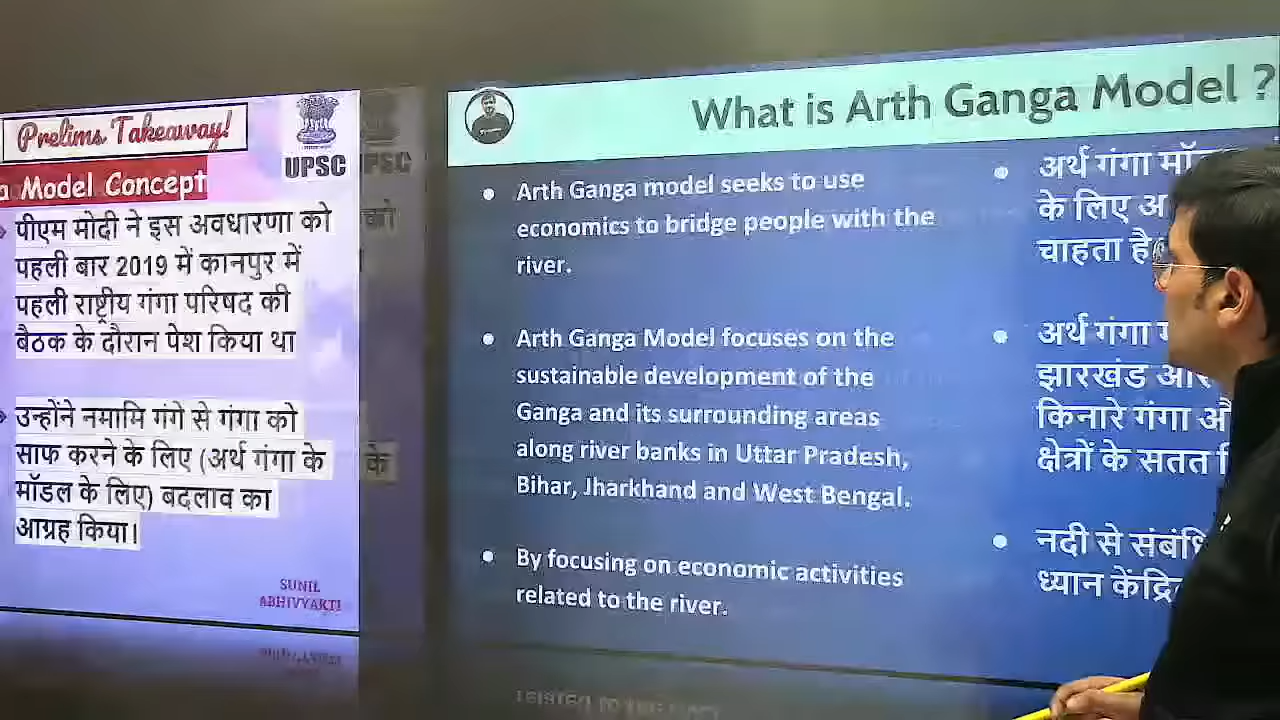 Prelims Takeaway!
UPSC
a Model Concept
पीएम मोदी ने इस अवधारणा को
पहली बार 2019 में कानपुर में
पहली राष्ट्रीय गंगा परिषद की
बैठक के दौरान पेश किया था
उन्होंने नमामि गंगे से गंगा को
साफ करने के लिए (अर्थ गंगा के
मॉडल के लिए) बदलाव का
आग्रह किया।
SUNIL
ABHIVYAKTI
What is Arth Ganga Model ?
Arth Ganga model seeks to use
economics to bridge people with the
river.
Arth Ganga Model focuses on the
sustainable development of the
Ganga and its surrounding areas
along river banks in Uttar Pradesh,
Bihar, Jharkhand and West Bengal.
By focusing on economic activities
related to the river.
अर्थ गंगा
के लिए
चाहता है
अर्थ गंगा
झारखंड और
किनारे गंगा
क्षेत्रों के सतत
नदी से
ध्यान